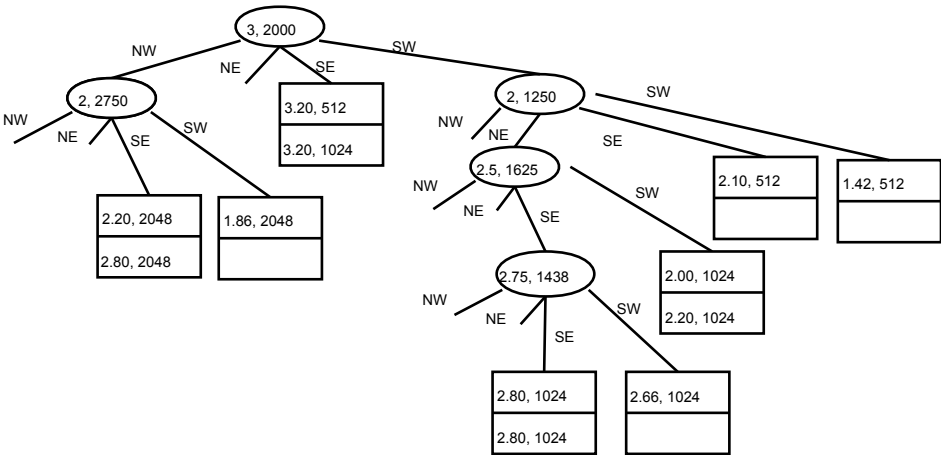 3, 2000
NW
NE
SE
SW
2, 2750
3.20, 512
3.20, 1024
2, 1250
NW
NE
SE
SW
NW
NE
SE
SW
2.20, 2048
2.80, 2048
1.86, 2048
2.5, 1625
2.10, 512
1.42, 512
NW
NE
SE
SW
2.75, 1438
2.00, 1024
2.20, 1024
NW
NE
SE
SW
2.80, 1024
2.80, 1024
2.66, 1024